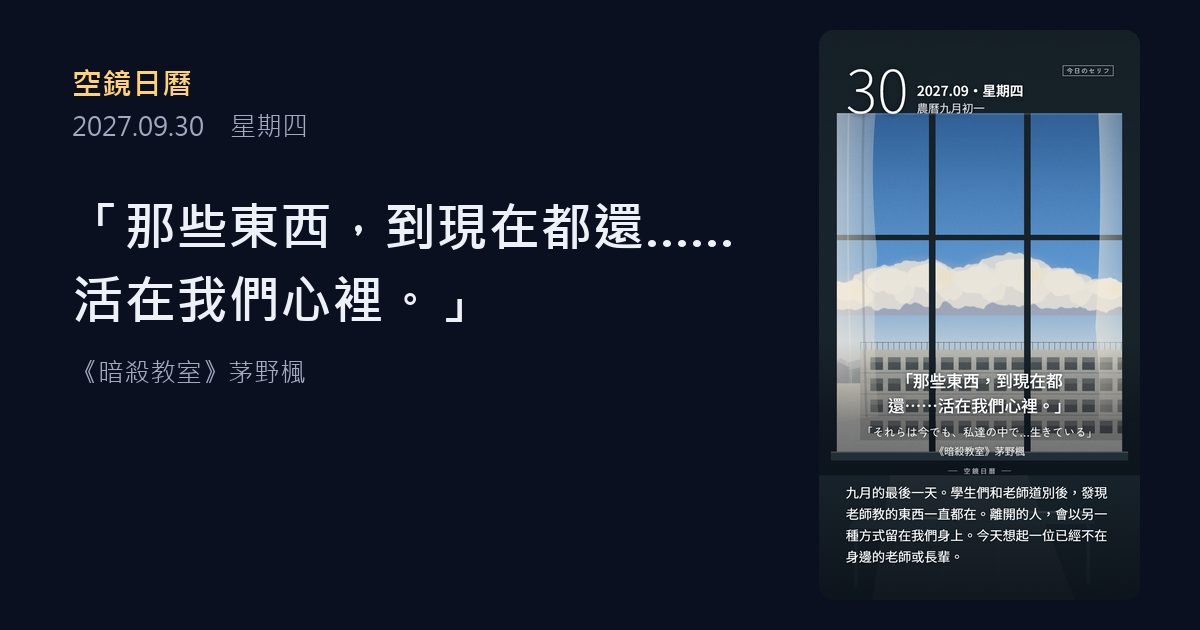 空鏡日曆
2027.09.30 星期四
「那些東西，到現在都還......
活在我們心裡。」
《暗殺教室》茅野楓
今日のセリフ
30
2027.09・星期四
農曆九月初一
「那些東西，到現在都
還……活在我們心裡。」
「それらは今でも、私達の中で...生きている」
《暗殺教室》茅野楓
— 空鏡日曆 —
九月的最後一天。學生們和老師道別後，發現
老師教的東西一直都在。離開的人，會以另一
種方式留在我們身上。今天想起一位已經不在
身邊的老師或長輩。